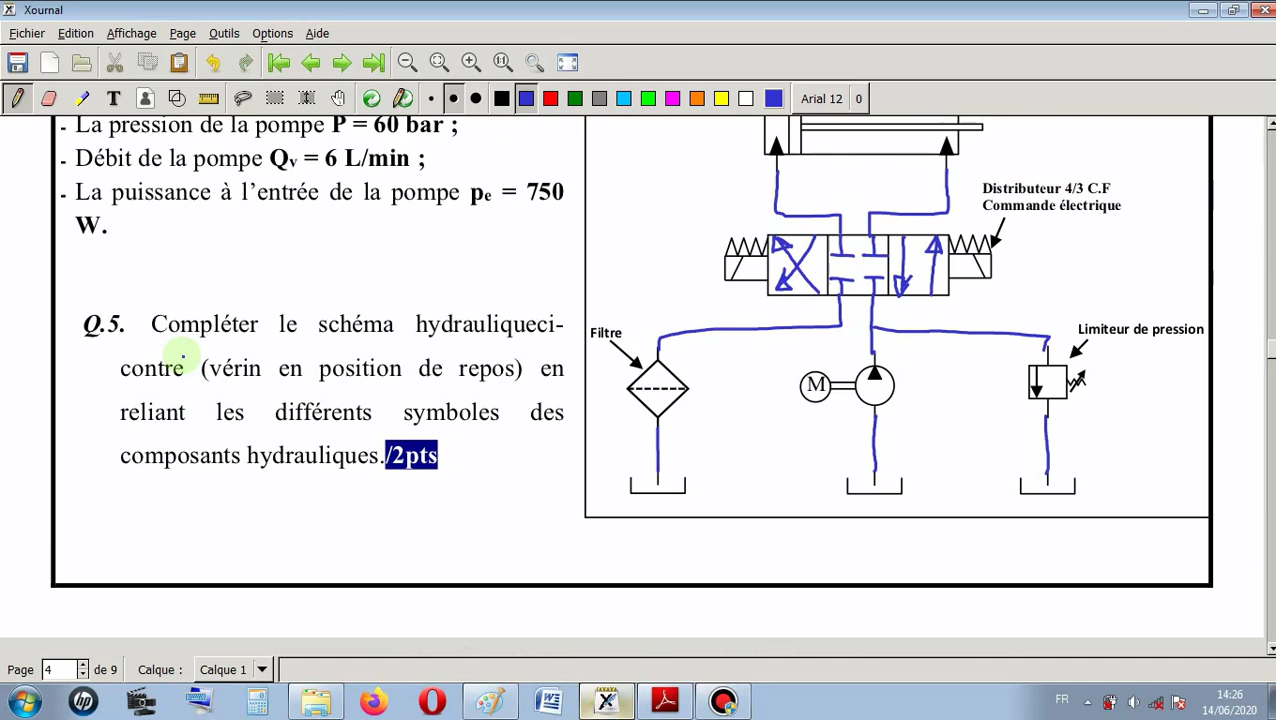 Xournal
Fichier Edition Affichage Page Outils Options Aide
Arial 12 0
- La pression de la pompe P = 60 bar ;
- Débit de la pompe Qv = 6 L/min ;
- La puissance à l'entrée de la pompe pe = 750
W.
Q.5. Compléter le schéma hydrauliqueci-
contre (vérin en position de repos) en
reliant les différents symboles des
composants hydrauliques./2pts
Distributeur 4/3 C.F
Commande électrique
Filtre
Limiteur de pression
M
Page 4 de 9 Calque : Calque 1
FR
14:26
14/06/2020